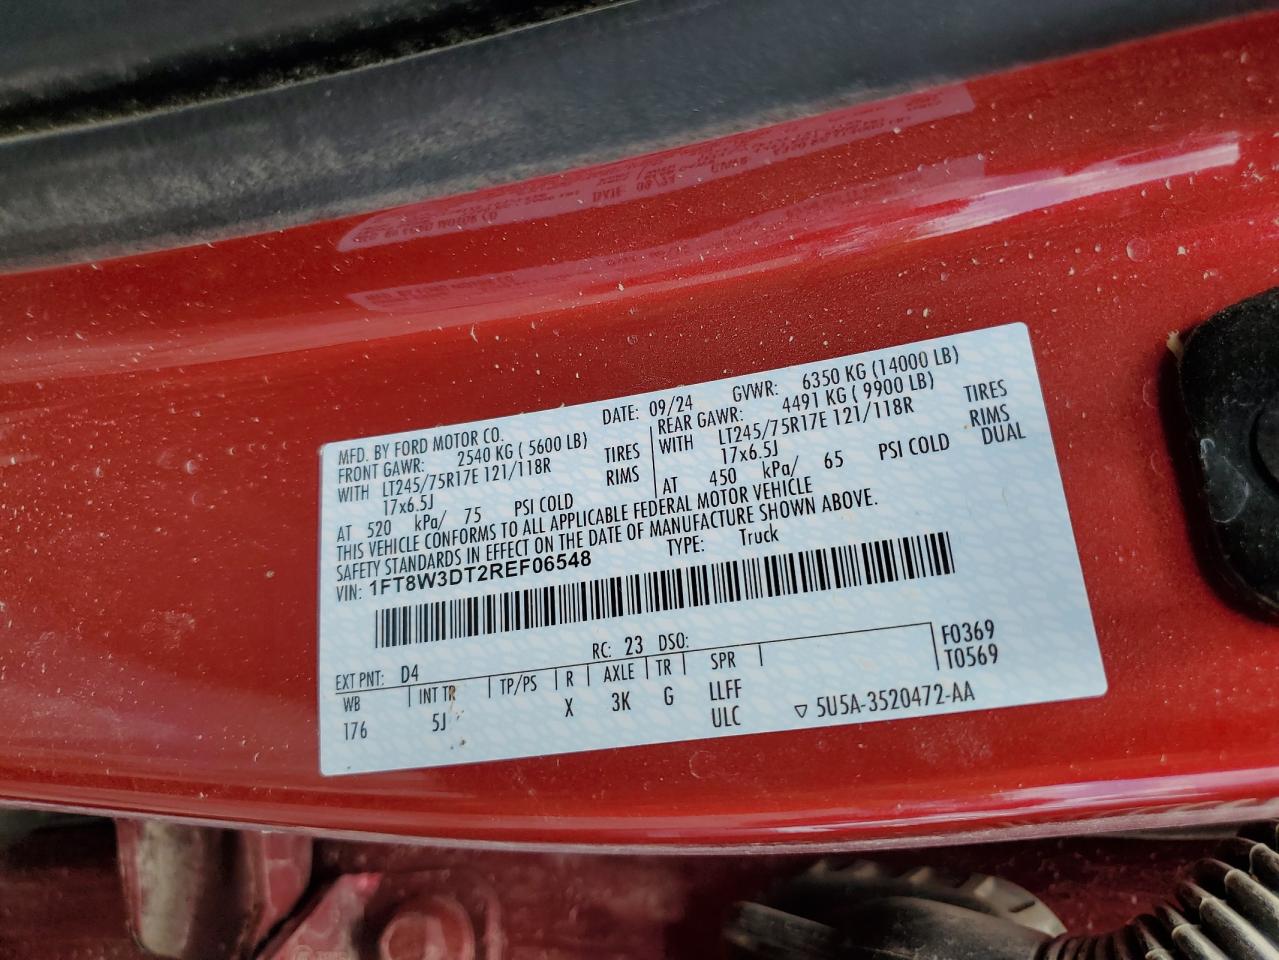 MFD. BY FORD MOTOR CO.
DATE: 09/24 GVWR: 6350 KG (14000 LB)
FRONT GAWR: 2540 KG ( 5600 LB)
WITH LT245/75R17E 121/118R TIRES
17x6.5J RIMS
AT 520 kPa/ 75 PSI COLD
REAR GAWR: 4491 KG ( 9900 LB)
WITH LT245/75R17E 121/118R TIRES
17x6.5J RIMS
AT 450 kPa/ 65 PSI COLD DUAL
THIS VEHICLE CONFORMS TO ALL APPLICABLE FEDERAL MOTOR VEHICLE
SAFETY STANDARDS IN EFFECT ON THE DATE OF MANUFACTURE SHOWN ABOVE.
VIN: 1FT8W3DT2REF06548 TYPE: Truck
EXT PNT: D4 RC: 23 DSO: F0369
WB INT TR TP/PS R AXLE TR SPR T0569
176 5J X 3K G LLFF
ULC ▽ 5U5A-3520472-AA